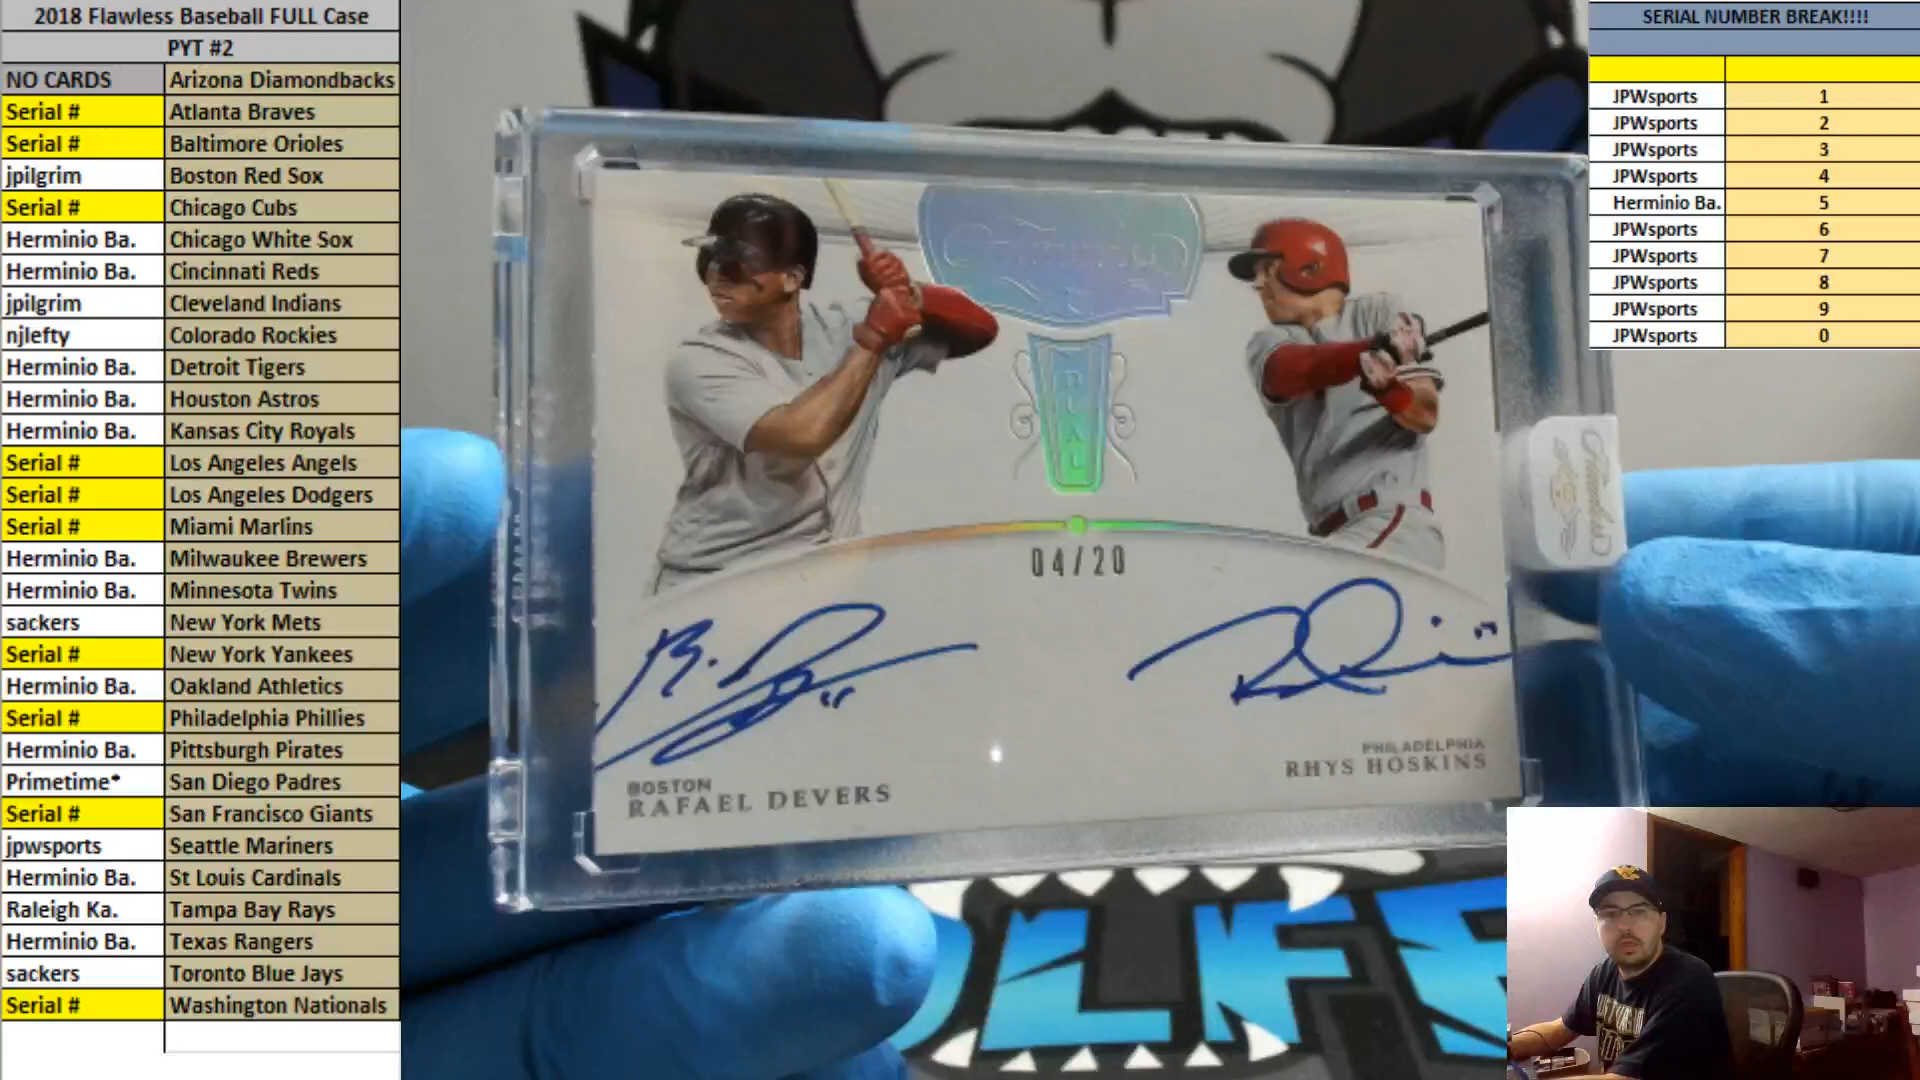 2018 Flawless Baseball FULL Case
PYT #2
NO CARDS Arizona Diamondbacks
Serial # Atlanta Braves
Serial # Baltimore Orioles
jpilgrim Boston Red Sox
Serial # Chicago Cubs
Herminio Ba. Chicago White Sox
Herminio Ba. Cincinnati Reds
jpilgrim Cleveland Indians
njlefty Colorado Rockies
Herminio Ba. Detroit Tigers
Herminio Ba. Houston Astros
Herminio Ba. Kansas City Royals
Serial # Los Angeles Angels
Serial # Los Angeles Dodgers
Serial # Miami Marlins
Herminio Ba. Milwaukee Brewers
Herminio Ba. Minnesota Twins
sackers New York Mets
Serial # New York Yankees
Herminio Ba. Oakland Athletics
Serial # Philadelphia Phillies
Herminio Ba. Pittsburgh Pirates
Primetime* San Diego Padres
Serial # San Francisco Giants
jpwsports Seattle Mariners
Herminio Ba. St Louis Cardinals
Raleigh Ka. Tampa Bay Rays
Herminio Ba. Texas Rangers
sackers Toronto Blue Jays
Serial # Washington Nationals
DUAL
04/20
BOSTON
RAFAEL DEVERS
PHILADELPHIA
RHYS HOSKINS
SERIAL NUMBER BREAK!!!!
JPWsports 1
JPWsports 2
JPWsports 3
JPWsports 4
Herminio Ba. 5
JPWsports 6
JPWsports 7
JPWsports 8
JPWsports 9
JPWsports 0